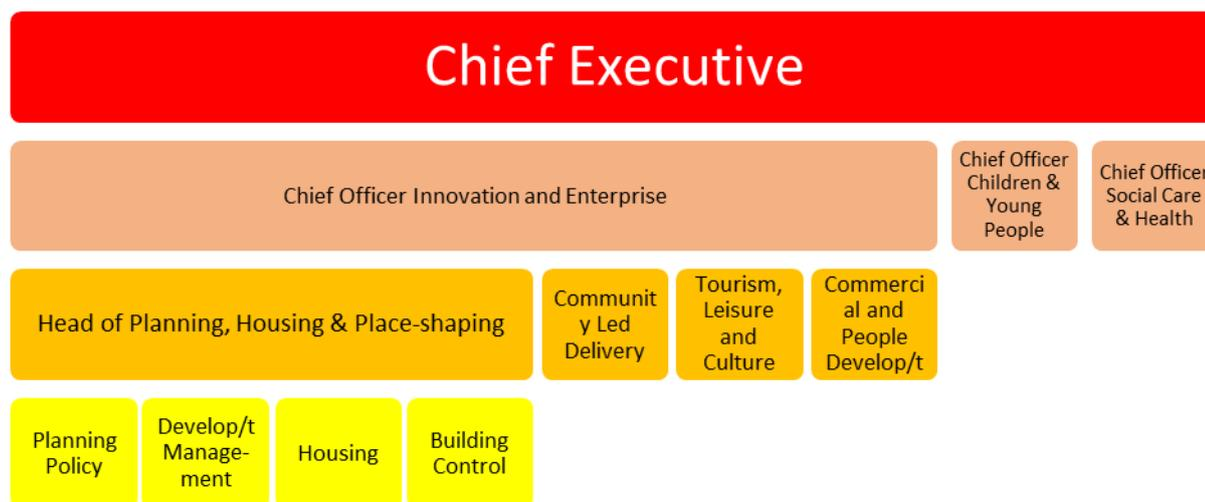 Chief Executive
Chief Officer Innovation and Enterprise
Chief Officer
Children &
Young
People
Chief Officer
Social Care
& Health
Head of Planning, Housing & Place-shaping
Communit
y Led
Delivery
Tourism,
Leisure
and
Culture
Commerci
al and
People
Develop/t
Planning
Policy
Develop/t
Manage-
ment
Housing
Building
Control